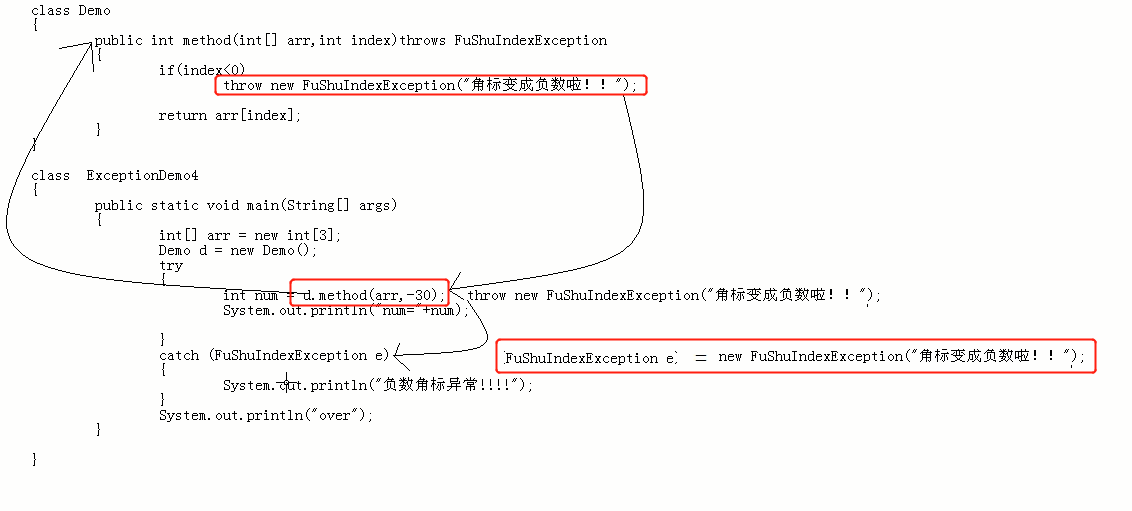 class Demo
{
public int method(int[] arr,int index)throws FuShuIndexException
{
if(index<0)
throw new FuShuIndexException("角标变成负数啦！！");
return arr[index];
}
}
class  ExceptionDemo4
{
public static void main(String[] args)
{
int[] arr = new int[3];
Demo d = new Demo();
try
{
int num = d.method(arr,-30); throw new FuShuIndexException("角标变成负数啦！！");
System.out.println("num="+num);
}
catch (FuShuIndexException e) FuShuIndexException e = new FuShuIndexException("角标变成负数啦！！");
{
System.out.println("负数角标异常!!!!");
}
System.out.println("over");
}
}